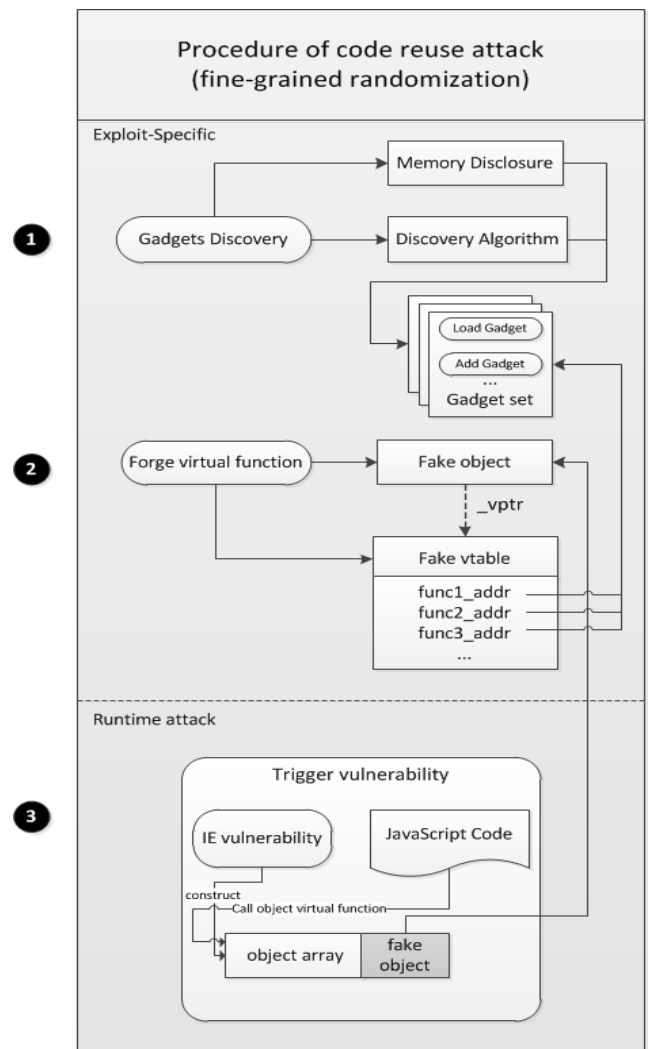 Procedure of code reuse attack
(fine-grained randomization)
Exploit-Specific
Memory Disclosure
1
Gadgets Discovery
Discovery Algorithm
Load Gadget
Add Gadget
...
Gadget set
2
Forge virtual function
Fake object
_vptr
Fake vtable
func1_addr
func2_addr
func3_addr
...
Runtime attack
Trigger vulnerability
3
IE vulnerability
JavaScript Code
construct
Call object virtual function
object array
fake
object